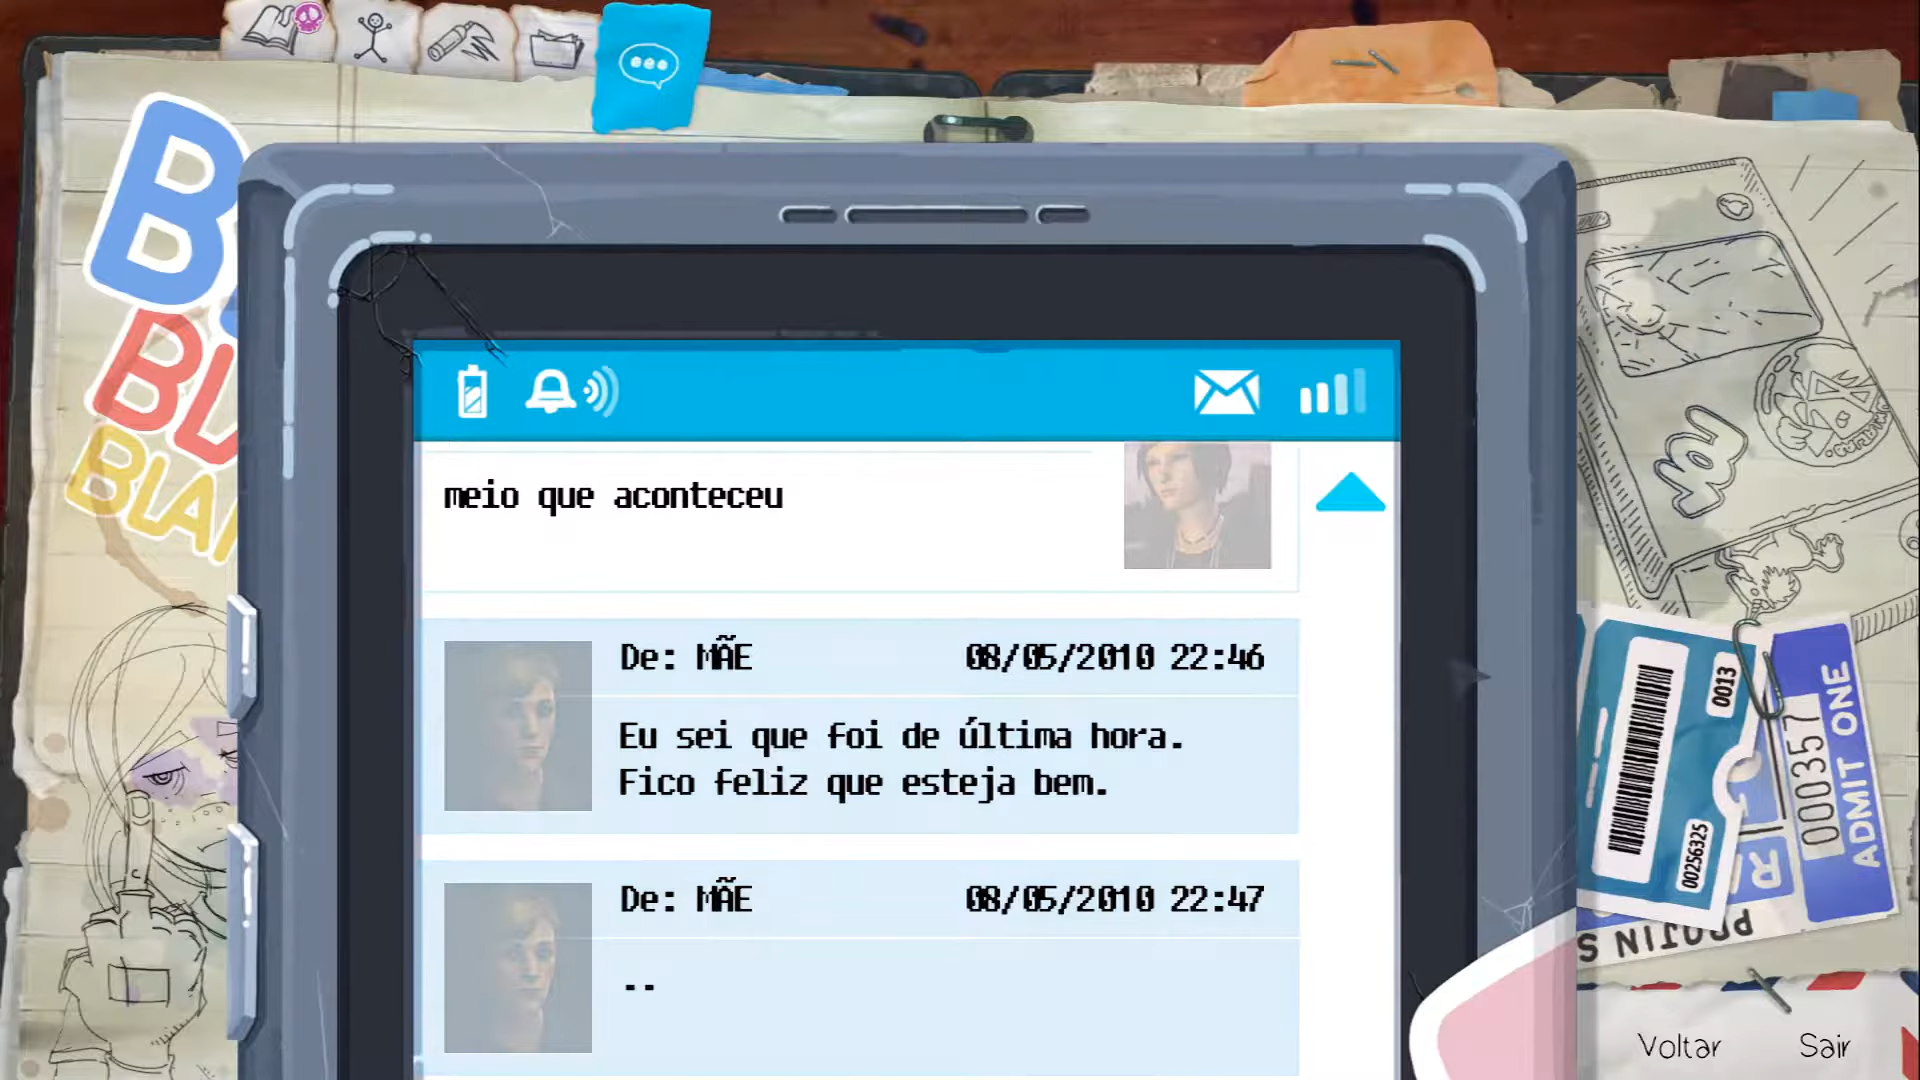 meio que aconteceu
De: MÃE 08/05/2010 22:46
Eu sei que foi de última hora.
Fico feliz que esteja bem.
De: MÃE 08/05/2010 22:47
..
0013
00256325
000357
ADMIT ONE
Voltar Sair